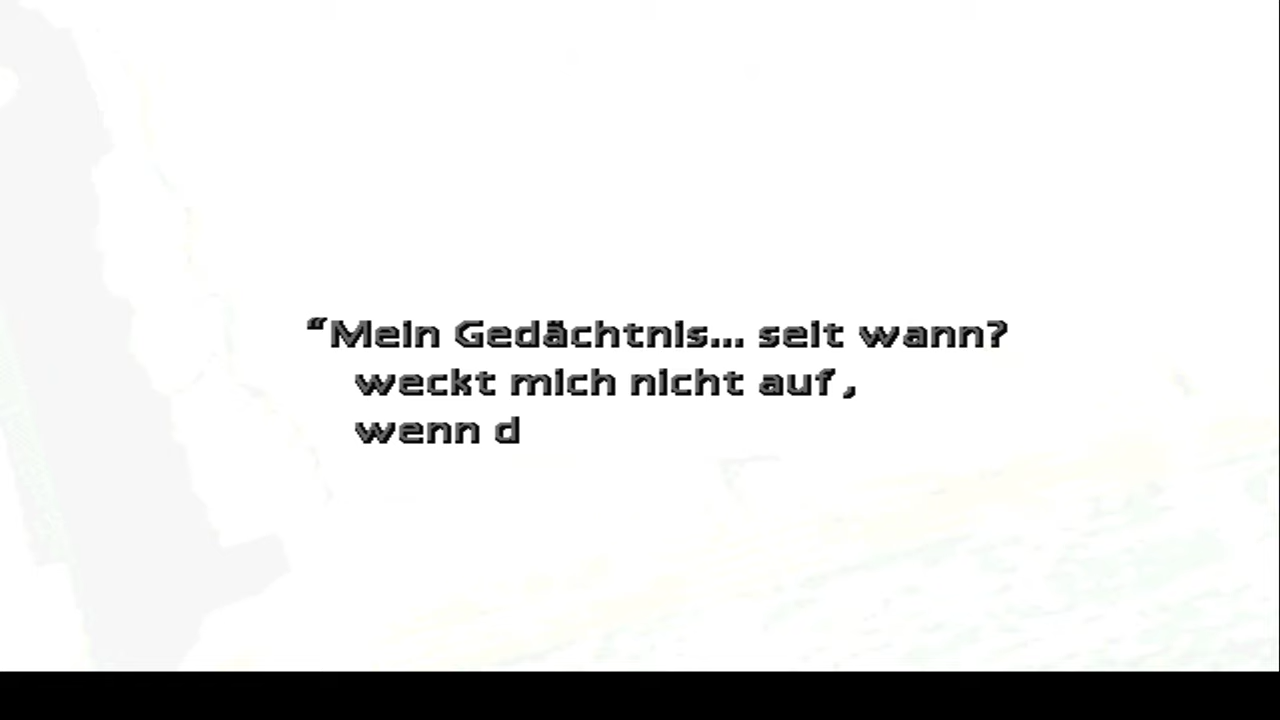 “Mein Gedächtnis... seit wann?
weckt mich nicht auf,
wenn d